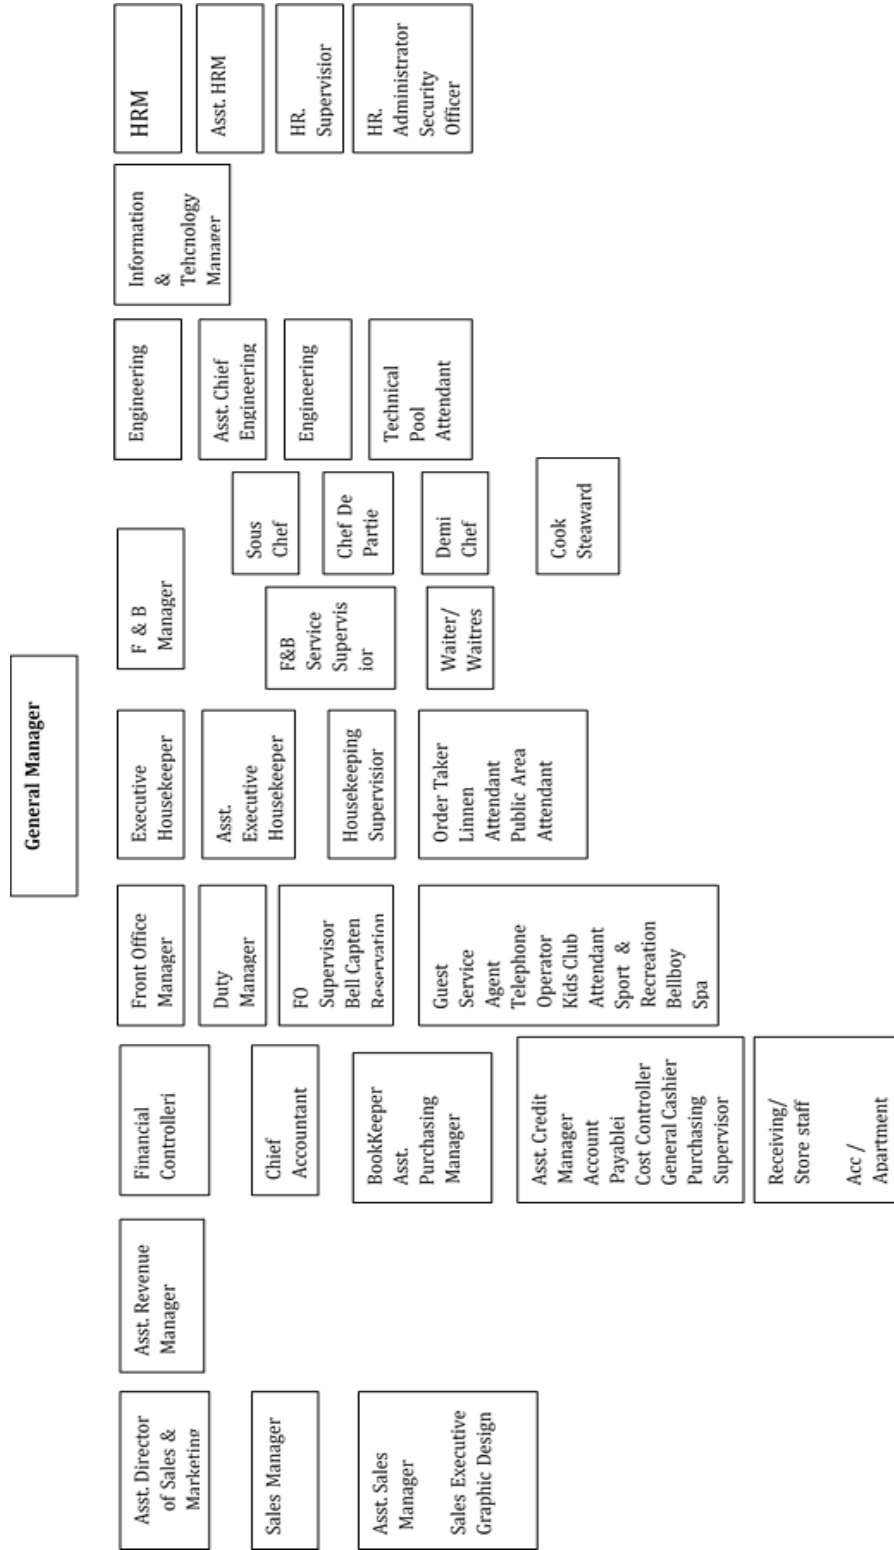 General Manager
Asst. Director
of Sales &
Marketing
Sales Manager
Asst. Sales
Manager
Sales Executive
Graphic Design
Asst. Revenue
Manager
Financial
Controlleri
Chief
Accountant
BookKeeper
Asst.
Purchasing
Manager
Asst. Credit
Manager
Account
Payablei
Cost Controller
General Cashier
Purchasing
Supervisor
Receiving/
Store staff
Acc /
Apartment
Front Office
Manager
Duty
Manager
FO
Supervisor
Bell Capten
Reservation
Guest
Service
Agent
Telephone
Operator
Kids Club
Attendant
Sport &
Recreation
Bellboy
Spa
Executive
Housekeeper
Asst.
Executive
Housekeeper
Housekeeping
Supervisior
Order Taker
Linnen
Attendant
Public Area
Attendant
F & B
Manager
F&B
Service
Supervis
ior
Waiter/
Waitres
Sous
Chef
Chef De
Partie
Demi
Chef
Cook
Steaward
Engineering
Asst. Chief
Engineering
Engineering
Technical
Pool
Attendant
Information
&
Tehcnology
Manager
HRM
Asst. HRM
HR.
Supervisior
HR.
Administrator
Security
Officer